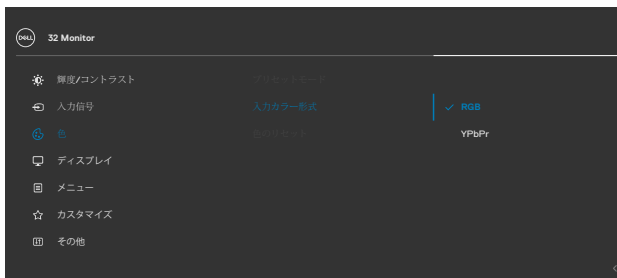 DELL
32 Monitor
輝度/コントラスト
プリセットモード
入力信号
入力カラー形式
RGB
色
色のリセット
YPbPr
ディスプレイ
メニュー
カスタマイズ
その他